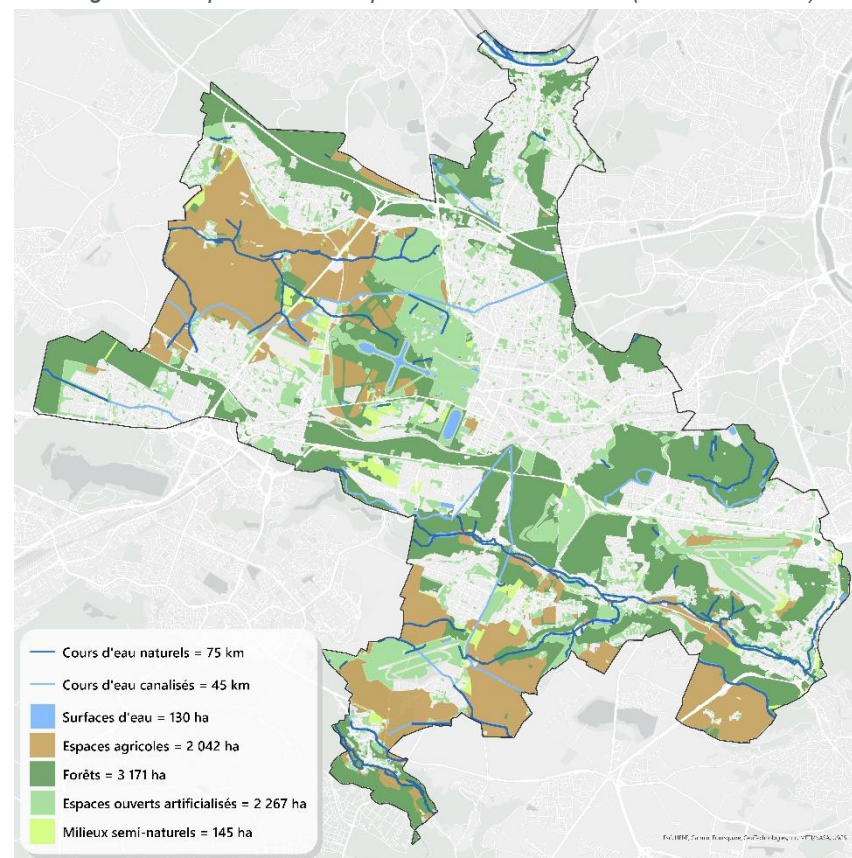 Cours d'eau naturels = 75 km
Cours d'eau canalisés = 45 km
Surfaces d'eau = 130 ha
Espaces agricoles = 2 042 ha
Forêts = 3 171 ha
Espaces ouverts artificialisés = 2 267 ha
Milieux semi-naturels = 145 ha